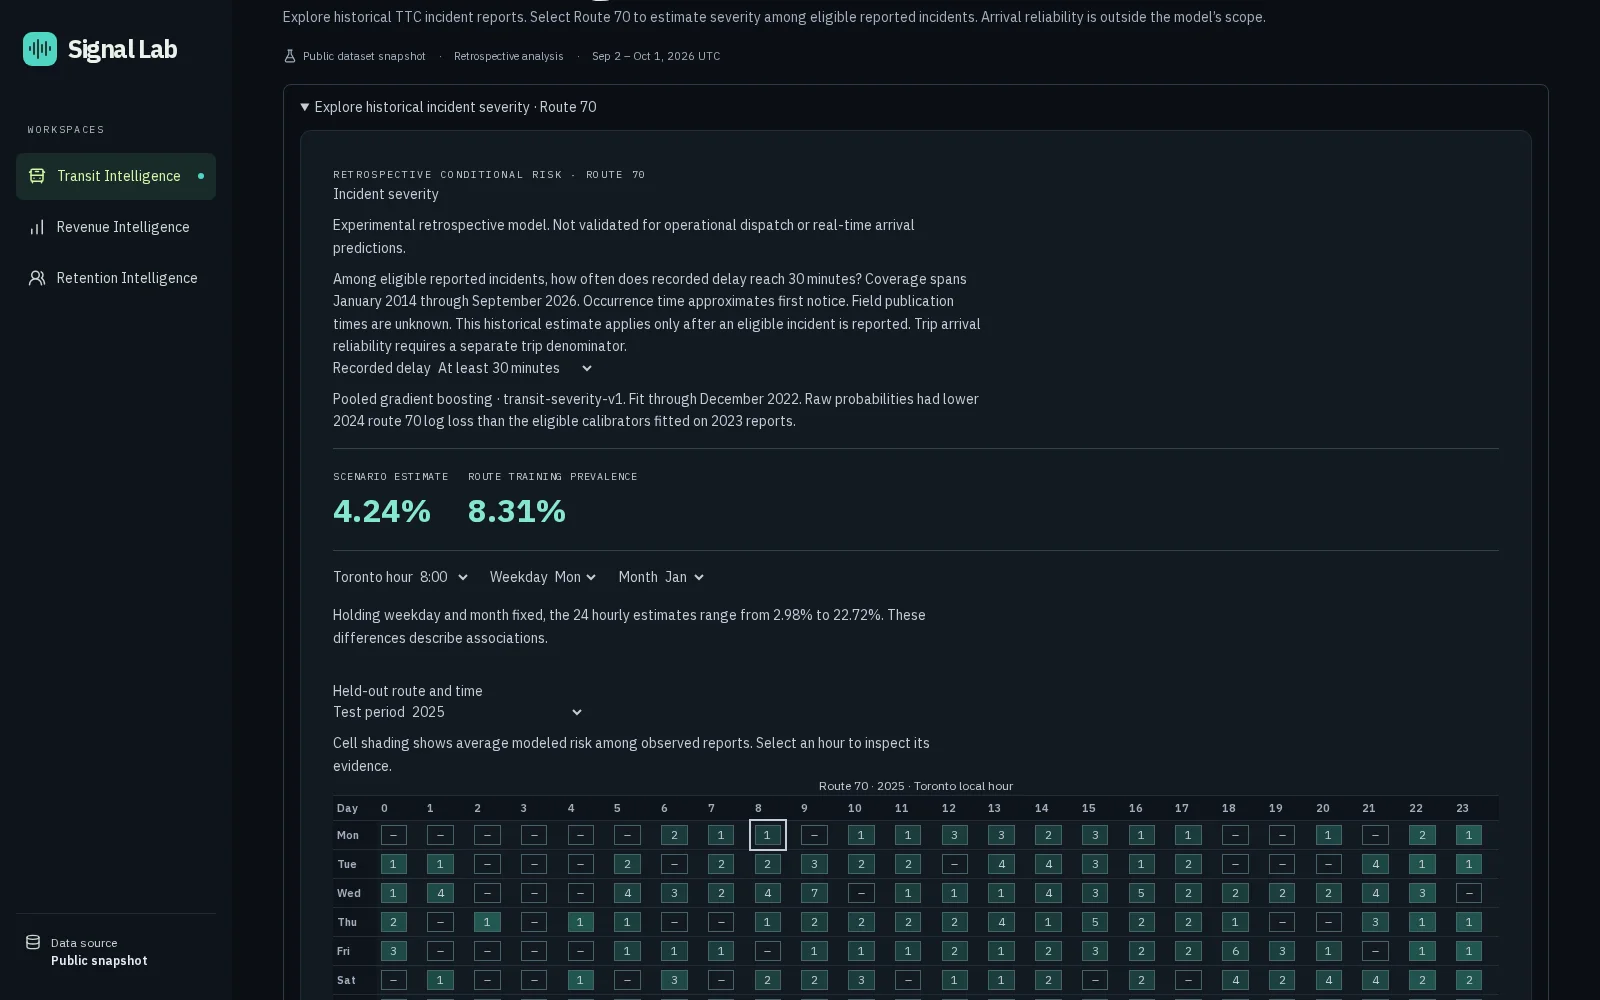 Signal Lab
WORKSPACES
Transit Intelligence
Revenue Intelligence
Retention Intelligence
Data source
Public snapshot
Explore historical TTC incident reports. Select Route 70 to estimate severity among eligible reported incidents. Arrival reliability is outside the model's scope.
Public dataset snapshot · Retrospective analysis · Sep 2 – Oct 1, 2026 UTC
▼ Explore historical incident severity · Route 70
RETROSPECTIVE CONDITIONAL RISK · ROUTE 70
Incident severity
Experimental retrospective model. Not validated for operational dispatch or real-time arrival
predictions.
Among eligible reported incidents, how often does recorded delay reach 30 minutes? Coverage spans
January 2014 through September 2026. Occurrence time approximates first notice. Field publication
times are unknown. This historical estimate applies only after an eligible incident is reported. Trip arrival
reliability requires a separate trip denominator.
Recorded delay At least 30 minutes
Pooled gradient boosting · transit-severity-v1. Fit through December 2022. Raw probabilities had lower
2024 route 70 log loss than the eligible calibrators fitted on 2023 reports.
SCENARIO ESTIMATE ROUTE TRAINING PREVALENCE
4.24% 8.31%
Toronto hour 8:00 Weekday Mon Month Jan
Holding weekday and month fixed, the 24 hourly estimates range from 2.98% to 22.72%. These
differences describe associations.
Held-out route and time
Test period 2025
Cell shading shows average modeled risk among observed reports. Select an hour to inspect its
evidence.
Route 70 · 2025 · Toronto local hour
Day 0 1 2 3 4 5 6 7 8 9 10 11 12 13 14 15 16 17 18 19 20 21 22 23
Mon – – – – – – 2 1 1 – 1 1 3 3 2 3 1 1 – – 1 – 2 1
Tue 1 1 – – – 2 – 2 2 3 2 2 – 4 4 3 1 2 – – – 4 1 1
Wed 1 4 – – – 4 3 2 4 7 – 1 1 1 4 3 5 2 2 2 2 4 3 –
Thu 2 – 1 – 1 1 – – 1 2 2 2 2 4 1 5 2 2 1 – – 3 1 1
Fri 3 – – – – 1 1 1 – 1 1 1 2 1 2 3 2 2 6 3 1 – 1 1
Sat – 1 – – 1 – 3 – 2 2 3 – 1 1 2 – 2 – 4 2 4 4 2 2